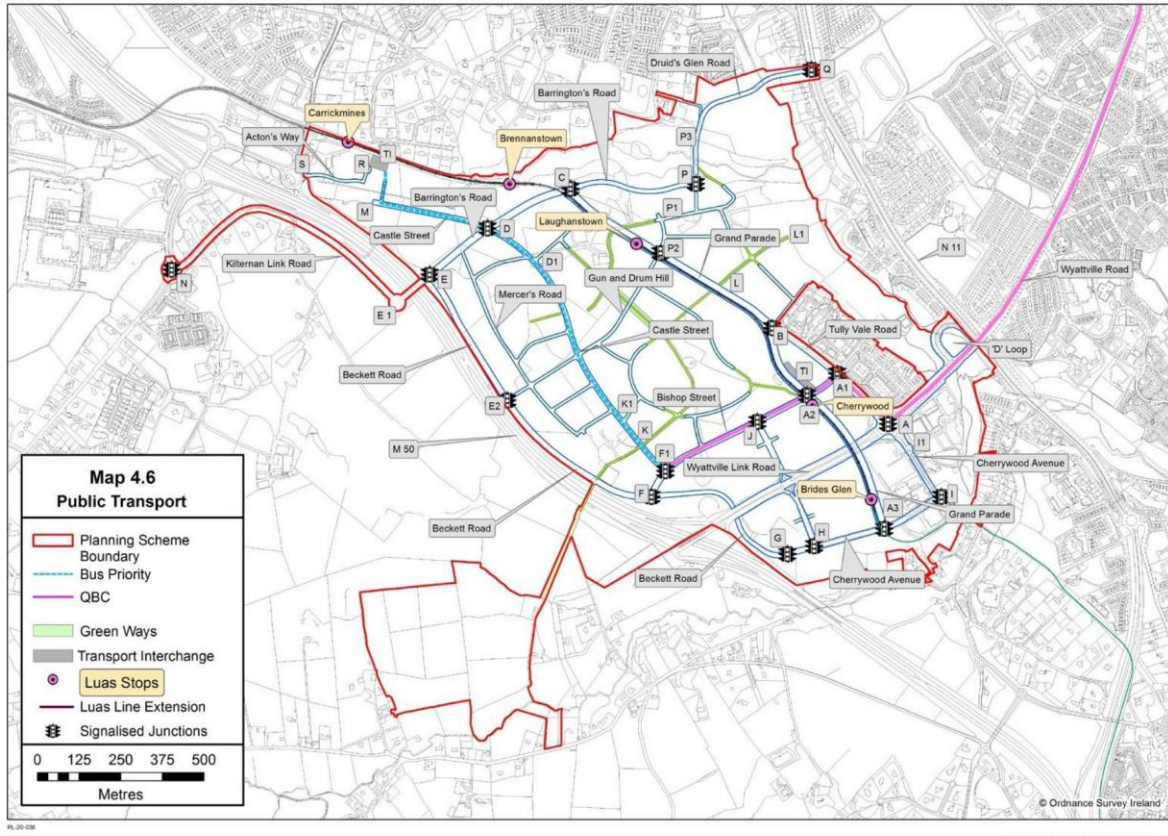 Druid's Glen Road
Q
Barrington's Road
Carrickmines
Brennanstown
Acton's Way
TI
S
R
P3
C
P
M
Barrington's Road
Castle Street
D
Laughanstown
P1
P2
Grand Parade
L1
N 11
Wyattville Road
Kilternan Link Road
N
E
E 1
D1
Gun and Drum Hill
L
Mercer's Road
Castle Street
B
Tully Vale Road
'D' Loop
Beckett Road
TI
A1
E2
K1
Bishop Street
A2
Cherrywood
A
M 50
K
J
I1
F1
Wyattville Link Road
Cherrywood Avenue
F
Brides Glen
I
Beckett Road
A3
Grand Parade
G
H
Beckett Road
Cherrywood Avenue
Map 4.6
Public Transport
Planning Scheme
Boundary
Bus Priority
QBC
Green Ways
Transport Interchange
Luas Stops
Luas Line Extension
Signalised Junctions
0 125 250 375 500
Metres
© Ordnance Survey Ireland
PL-20-036